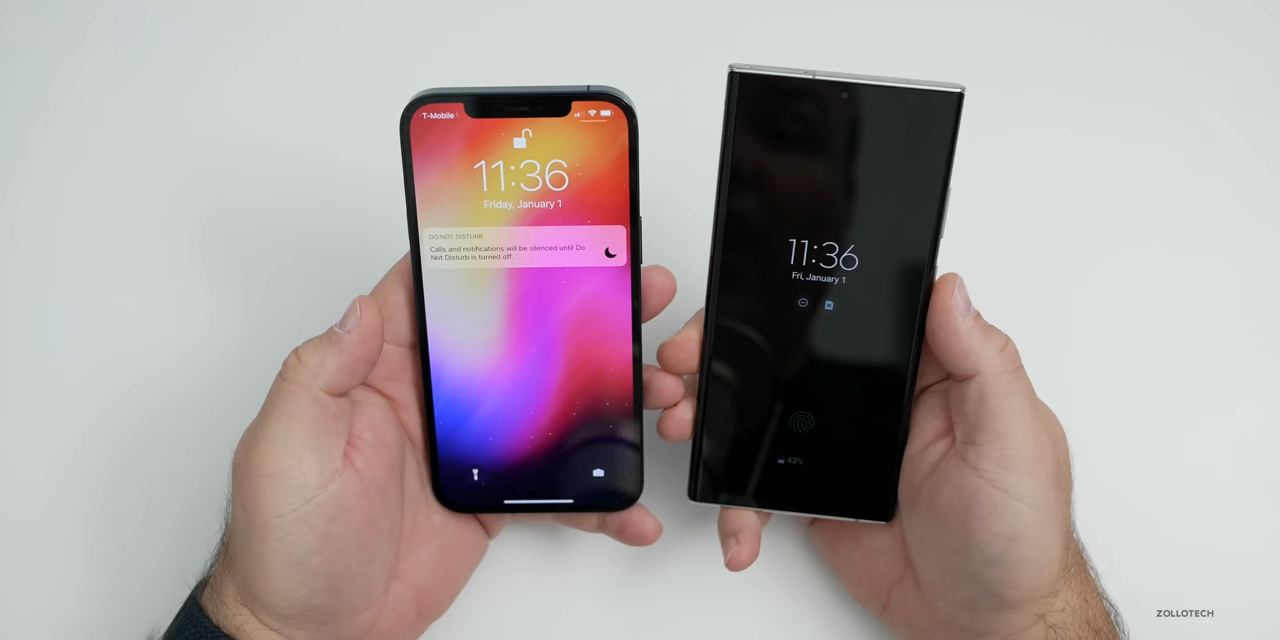 T-Mobile
11:36
Friday, January 1
DO NOT DISTURB
Calls and notifications will be silenced until Do
Not Disturb is turned off.
11:36
Fri, January 1
43%
ZOLLOTECH